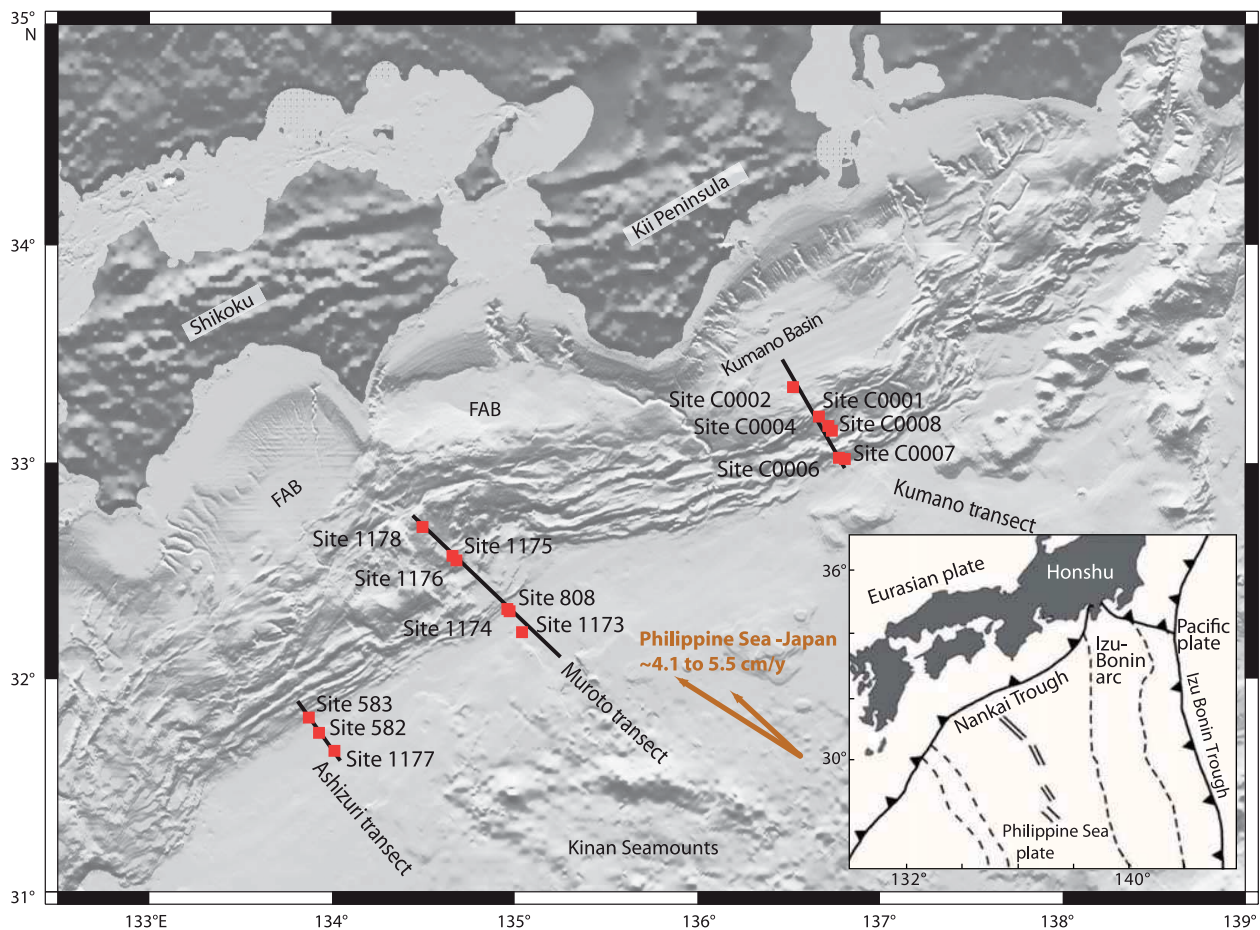 35°
N
34°
33°
32°
31°
133°E
134°
135°
136°
137°
138°
139°
Shikoku
Kii Peninsula
Kumano Basin
FAB
FAB
Site C0002
Site C0001
Site C0004
Site C0008
Site C0006
Site C0007
Kumano transect
Site 1178
Site 1175
Site 1176
Site 808
Site 1174
Site 1173
Muroto transect
Philippine Sea -Japan
~4.1 to 5.5 cm/y
Site 583
Site 582
Site 1177
Ashizuri transect
Kinan Seamounts
36°
30°
132°
140°
Eurasian plate
Honshu
Pacific
plate
Izu-
Bonin
arc
Nankai Trough
Izu Bonin Trough
Philippine Sea
plate